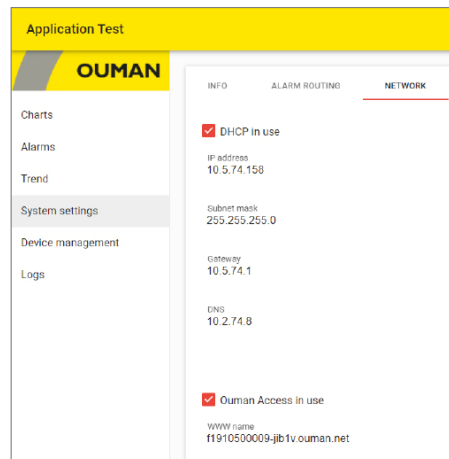 Application Test
OUMAN
Charts
Alarms
Trend
System settings
Device management
Logs
INFO ALARM ROUTING NETWORK
DHCP in use
IP address
10.5.74.158
Subnet mask
255.255.255.0
Gateway
10.5.74.1
DNS
10.2.74.8
Ouman Access in use
WWW name
f1910500009-jib1v.ouman.net